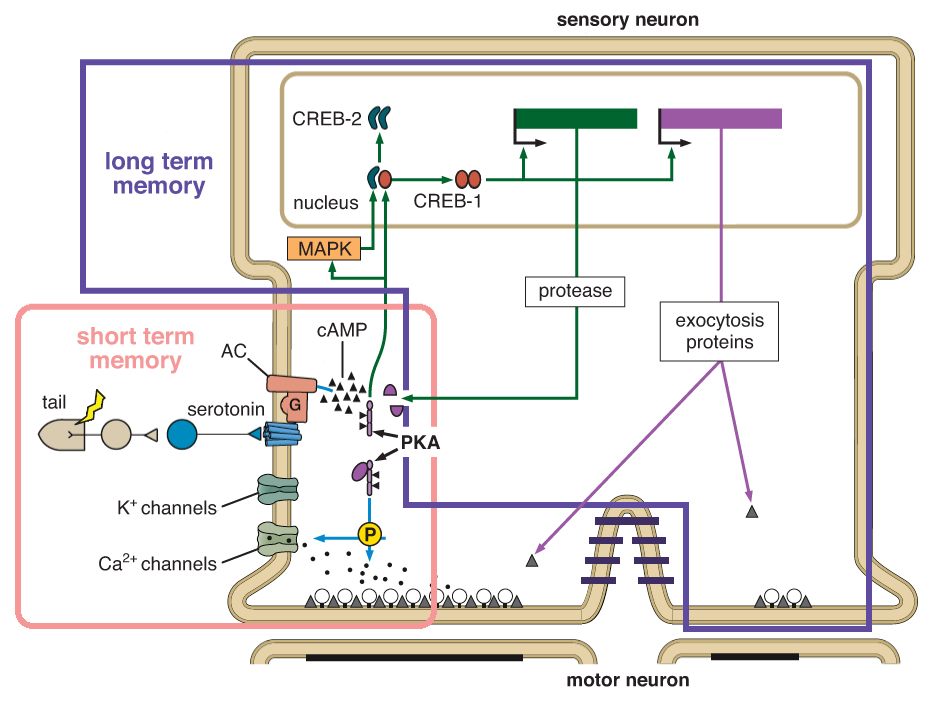 sensory neuron
CREB-2
long term
memory
nucleus
CREB-1
MAPK
protease
exocytosis
proteins
short term
memory
cAMP
AC
G
tail
serotonin
PKA
K⁺ channels
P
Ca²⁺ channels
motor neuron